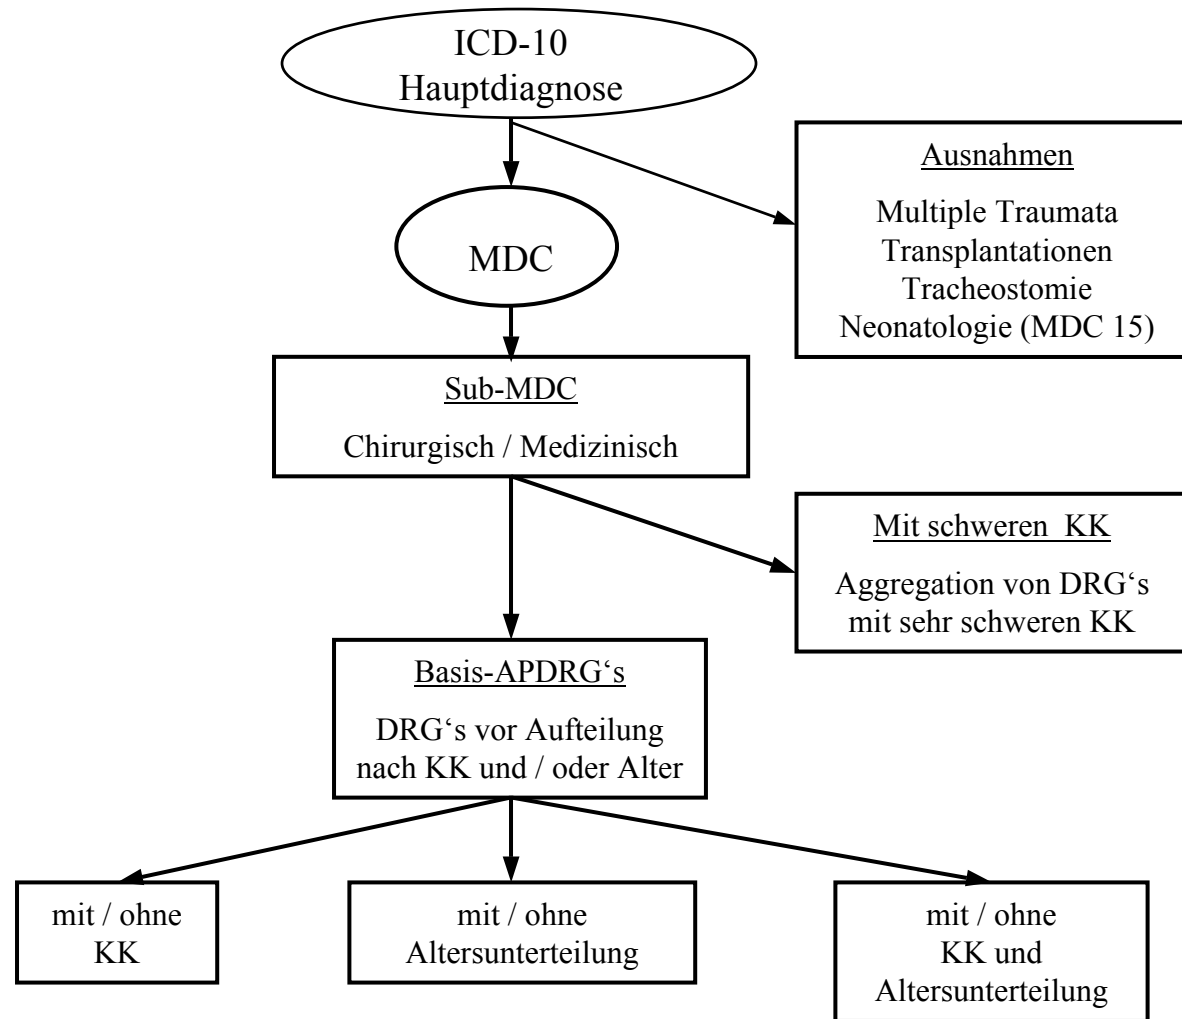 ICD-10
Hauptdiagnose
Ausnahmen
Multiple Traumata
Transplantationen
Tracheostomie
Neonatologie (MDC 15)
MDC
Sub-MDC
Chirurgisch / Medizinisch
Mit schweren KK
Aggregation von DRG‘s
mit sehr schweren KK
Basis-APDRG‘s
DRG‘s vor Aufteilung
nach KK und / oder Alter
mit / ohne
KK
mit / ohne
Altersunterteilung
mit / ohne
KK und
Altersunterteilung